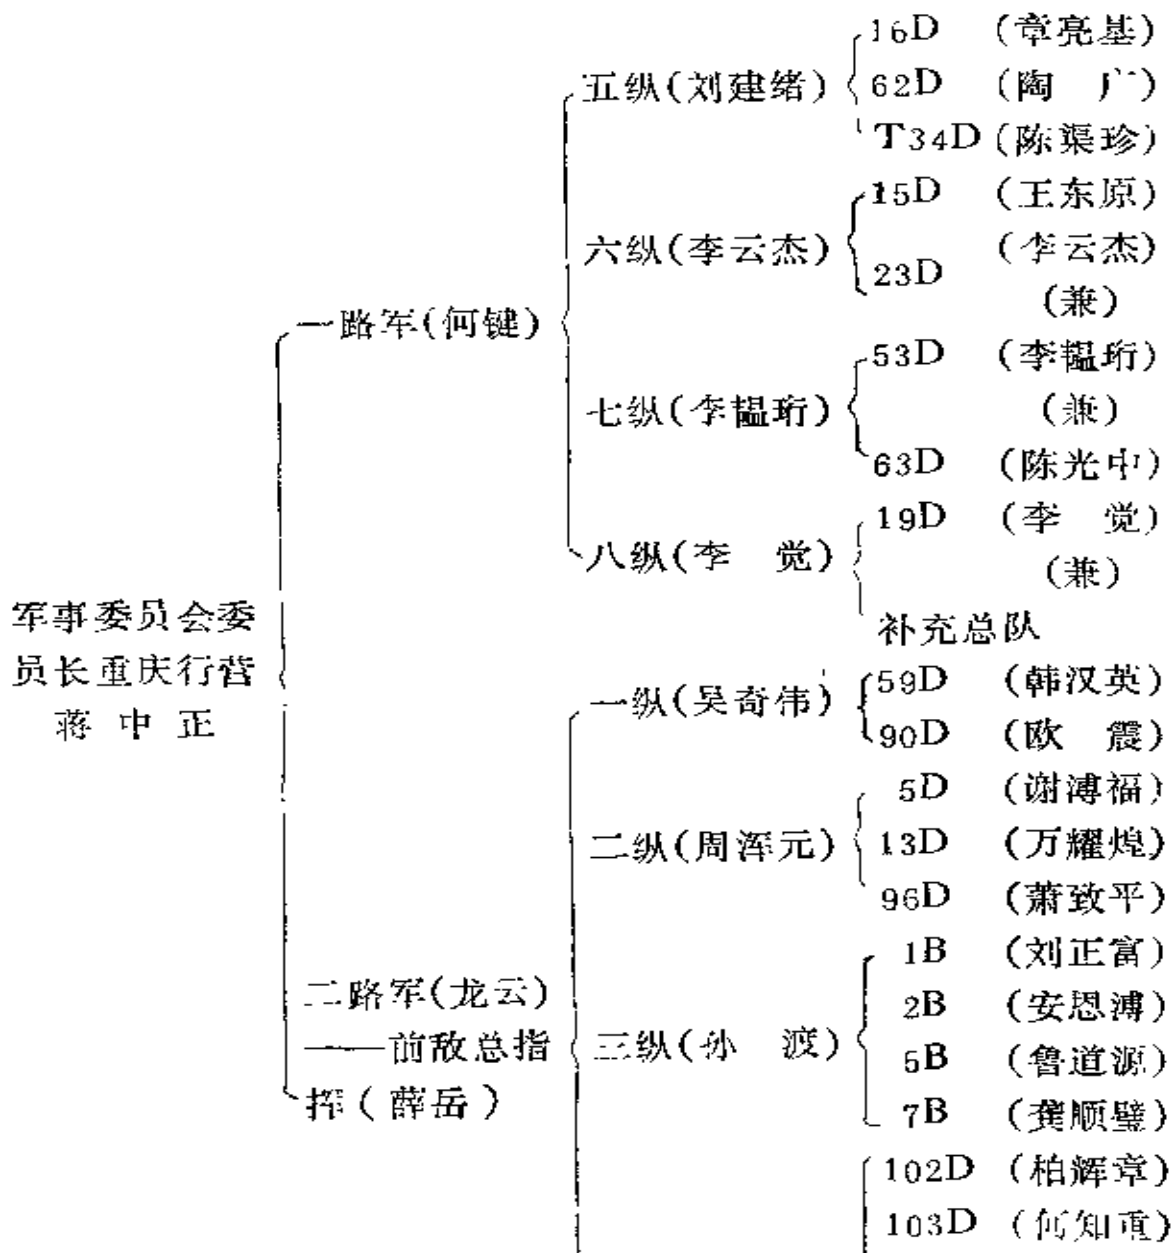 军事委员会委
员长重庆行营
蒋中正
一路军(何键)
五纵(刘建绪)
16D (章亮基)
62D (陶 广)
T34D (陈渠珍)
六纵(李云杰)
15D (王东原)
23D (李云杰)
(兼)
七纵(李韫珩)
53D (李韫珩)
(兼)
63D (陈光中)
八纵(李 觉)
19D (李 觉)
(兼)
补充总队
二路军(龙云)
——前敌总指
挥(薛岳)
一纵(吴奇伟)
59D (韩汉英)
90D (欧 震)
二纵(周浑元)
5D (谢溥福)
13D (万耀煌)
96D (萧致平)
三纵(孙 渡)
1B (刘正富)
2B (安恩溥)
5B (鲁道源)
7B (龚顺璧)
102D (柏辉章)
103D (何知重)